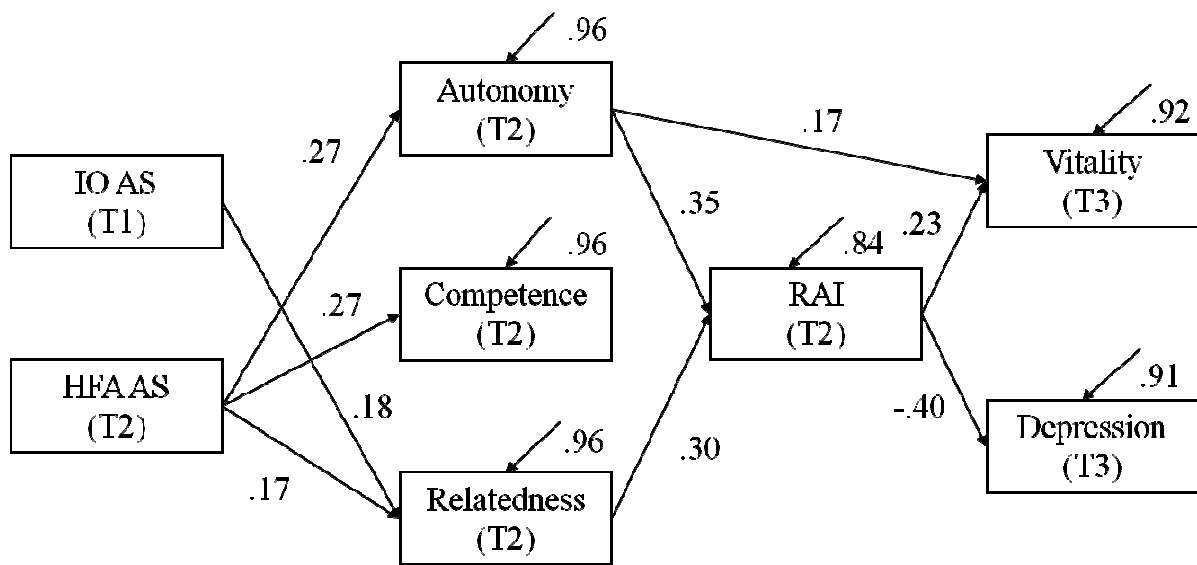 .96
Autonomy
(T2)
.17
.92
Vitality
(T3)
.27
IO AS
(T1)
.35
.23
.96
.84
Competence
(T2)
.27
RAI
(T2)
HFA AS
(T2)
.18
.96
.30
-.40
.91
Depression
(T3)
.17
Relatedness
(T2)